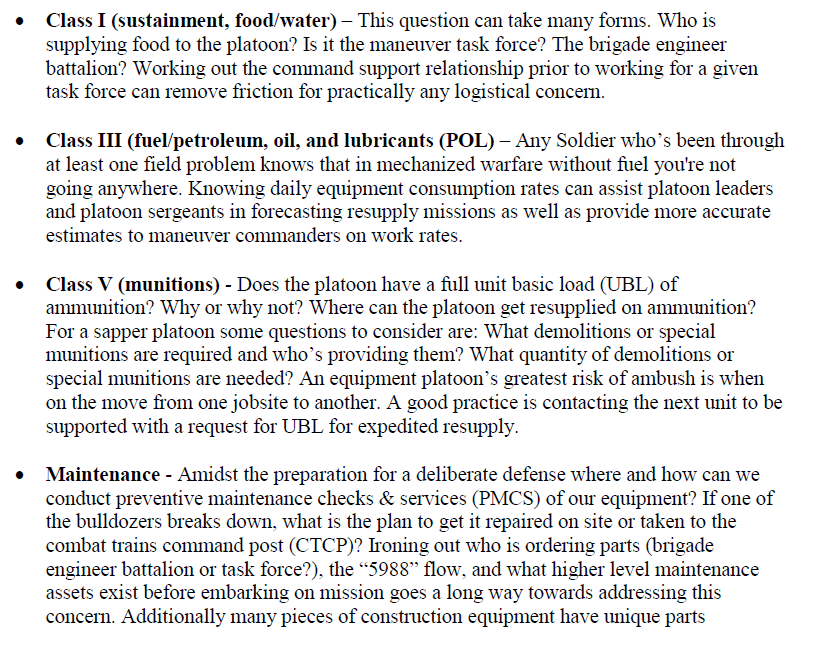 • Class I (sustainment, food/water) – This question can take many forms. Who is
supplying food to the platoon? Is it the maneuver task force? The brigade engineer
battalion? Working out the command support relationship prior to working for a given
task force can remove friction for practically any logistical concern.
• Class III (fuel/petroleum, oil, and lubricants (POL) – Any Soldier who’s been through
at least one field problem knows that in mechanized warfare without fuel you're not
going anywhere. Knowing daily equipment consumption rates can assist platoon leaders
and platoon sergeants in forecasting resupply missions as well as provide more accurate
estimates to maneuver commanders on work rates.
• Class V (munitions) - Does the platoon have a full unit basic load (UBL) of
ammunition? Why or why not? Where can the platoon get resupplied on ammunition?
For a sapper platoon some questions to consider are: What demolitions or special
munitions are required and who’s providing them? What quantity of demolitions or
special munitions are needed? An equipment platoon’s greatest risk of ambush is when
on the move from one jobsite to another. A good practice is contacting the next unit to be
supported with a request for UBL for expedited resupply.
• Maintenance - Amidst the preparation for a deliberate defense where and how can we
conduct preventive maintenance checks & services (PMCS) of our equipment? If one of
the bulldozers breaks down, what is the plan to get it repaired on site or taken to the
combat trains command post (CTCP)? Ironing out who is ordering parts (brigade
engineer battalion or task force?), the “5988” flow, and what higher level maintenance
assets exist before embarking on mission goes a long way towards addressing this
concern. Additionally many pieces of construction equipment have unique parts